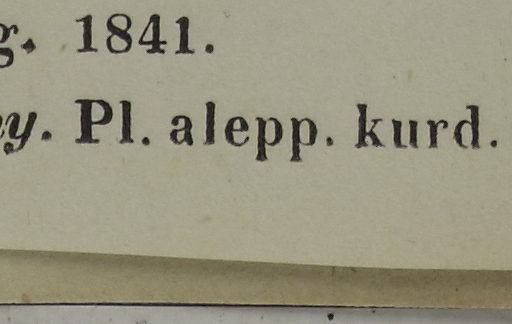 g. 1841.
y. Pl. alepp. kurd.